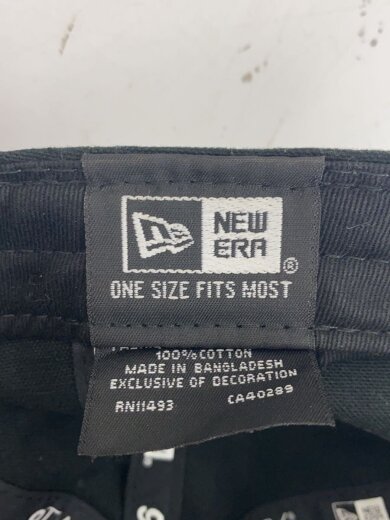 NEW
ERA®
ONE SIZE FITS MOST
100% COTTON
MADE IN BANGLADESH
EXCLUSIVE OF DECORATION
RN11493 CA40289